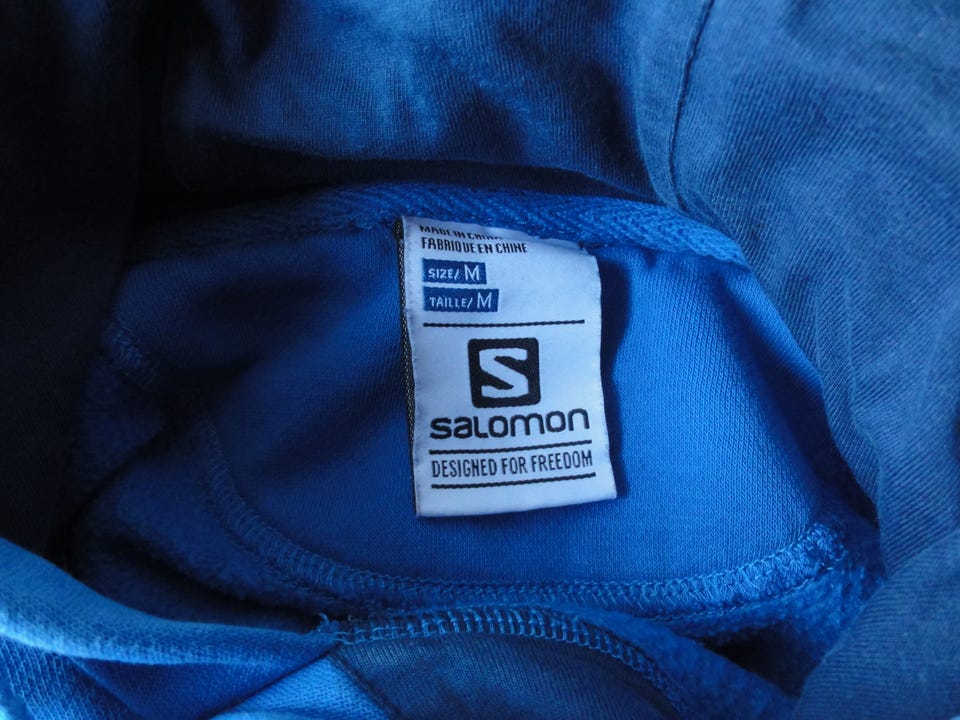 MADE IN CHINA
FABRIQUE EN CHINE
SIZE/ M
TAILLE/ M
S
SALOMON
DESIGNED FOR FREEDOM